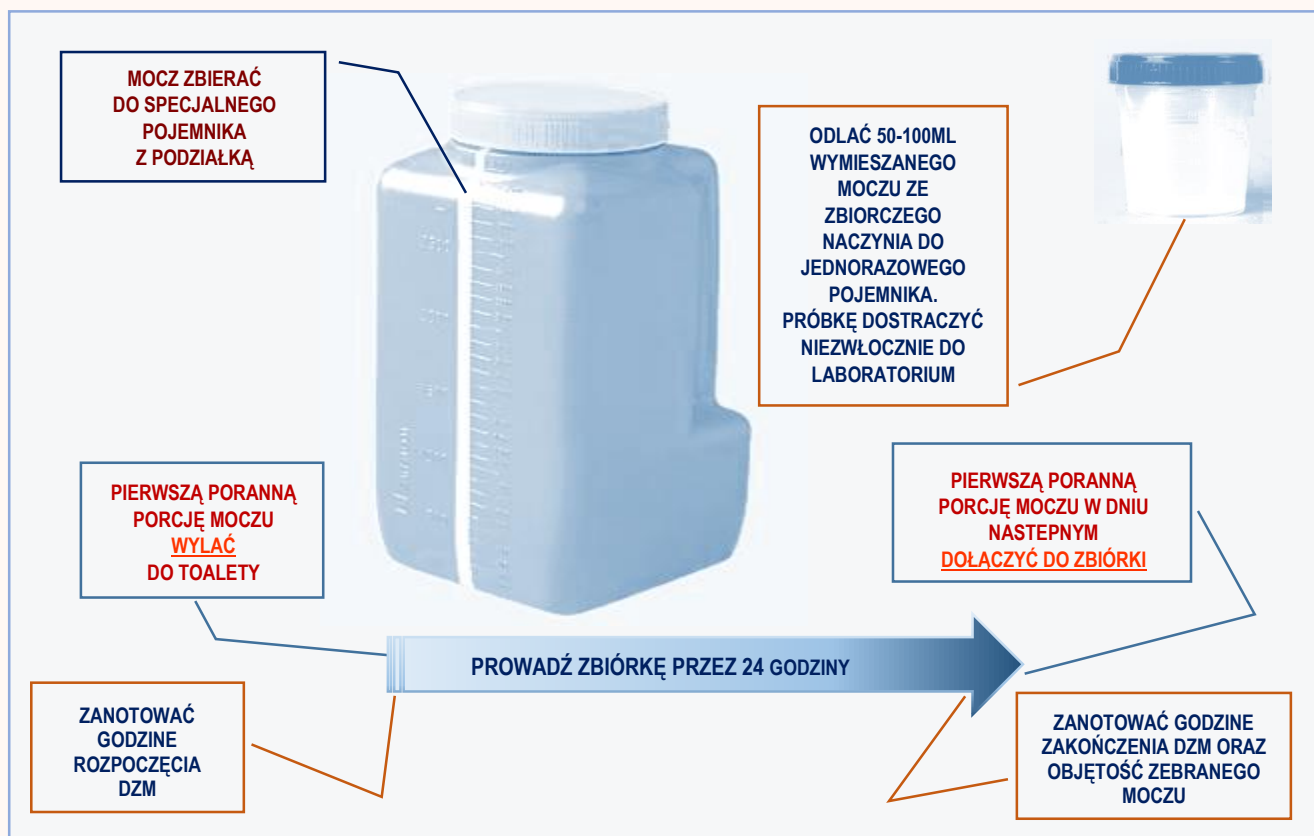 MOCZ ZBIERAĆ
DO SPECJALNEGO
POJEMNIKA
Z PODZIAŁKĄ
ODLAĆ 50-100ML
WYMIESZANEGO
MOCZU ZE
ZBIORCZEGO
NACZYNIA DO
JEDNORAZOWEGO
POJEMNIKA.
PRÓBKĘ DOSTRACZYĆ
NIEZWŁOCZNIE DO
LABORATORIUM
PIERWSZĄ PORANNĄ
PORCJĘ MOCZU
WYLAĆ
DO TOALETY
PIERWSZĄ PORANNĄ
PORCJĘ MOCZU W DNIU
NASTEPNYM
DOŁĄCZYĆ DO ZBIÓRKI
PROWADŹ ZBIÓRKĘ PRZEZ 24 GODZINY
ZANOTOWAĆ
GODZINE
ROZPOCZĘCIA
DZM
ZANOTOWAĆ GODZINE
ZAKOŃCZENIA DZM ORAZ
OBJĘTOŚĆ ZEBRANEGO
MOCZU